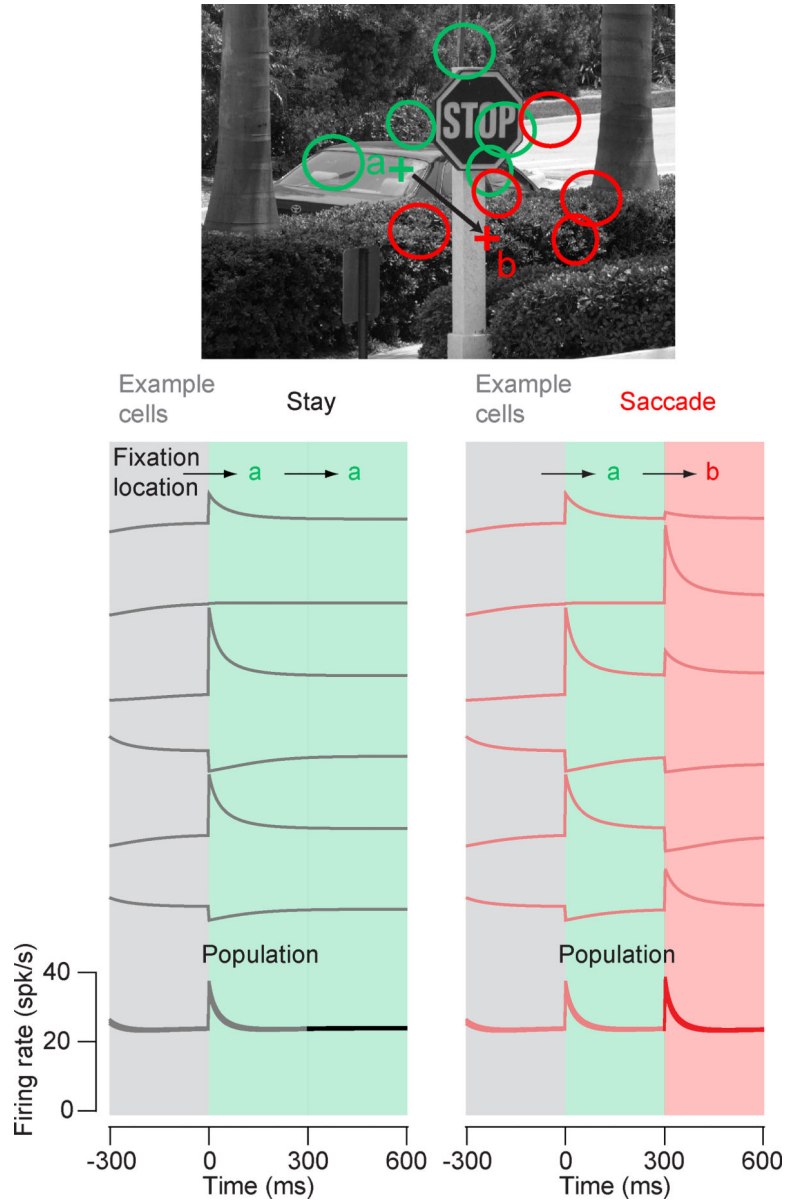 STOP
a
b
Example
cells
Stay
Example
cells
Saccade
Fixation
location
a
a
a
b
Population
Population
Firing rate (spk/s)
40
20
0
-300
0
300
600
-300
0
300
600
Time (ms)
Time (ms)